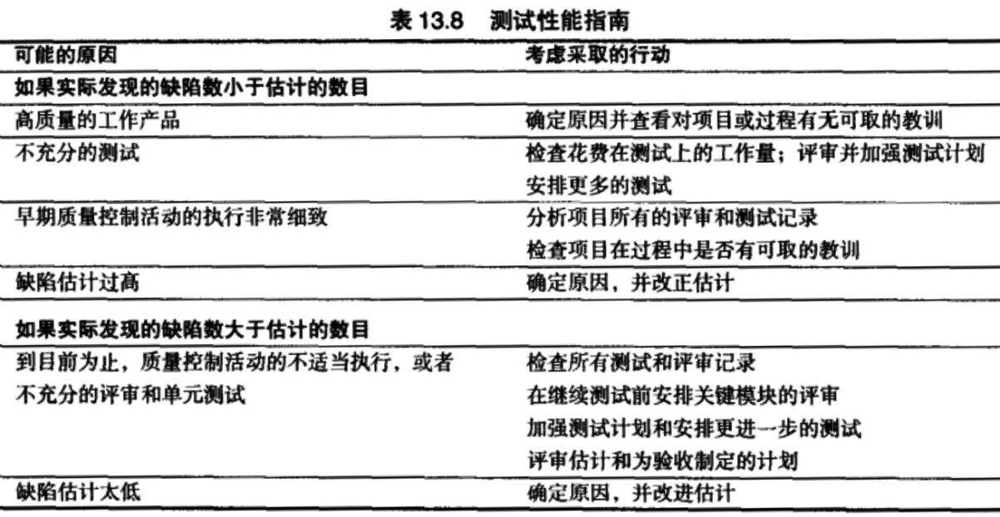 表 13.8 测试性能指南
可能的原因 考虑采取的行动
如果实际发现的缺陷数小于估计的数目
高质量的工作产品 确定原因并查看对项目或过程有无可取的教训
不充分的测试 检查花费在测试上的工作量；评审并加强测试计划
安排更多的测试
早期质量控制活动的执行非常细致 分析项目所有的评审和测试记录
检查项目在过程中是否有可取的教训
缺陷估计过高 确定原因，并改正估计
如果实际发现的缺陷数大于估计的数目
到目前为止，质量控制活动的不适当执行，或者 检查所有测试和评审记录
不充分的评审和单元测试 在继续测试前安排关键模块的评审
加强测试计划和安排更进一步的测试
评审估计和为验收制定的计划
缺陷估计太低 确定原因，并改进估计